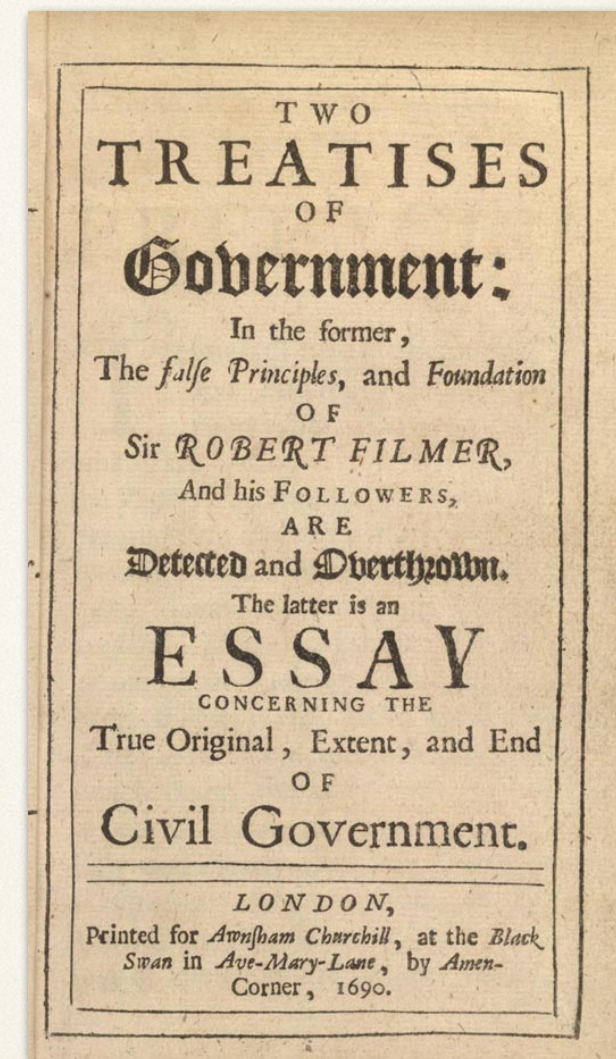 TWO
TREATISES
OF
Government:
In the former,
The falſe Principles, and Foundation
OF
Sir ROBERT FILMER,
And his FOLLOWERS,
ARE
Detected and Overthrown.
The latter is an
ESSAY
CONCERNING THE
True Original, Extent, and End
OF
Civil Government.
LONDON,
Printed for Awnſham Churchill, at the Black
Swan in Ave-Mary-Lane, by Amen-
Corner, 1690.